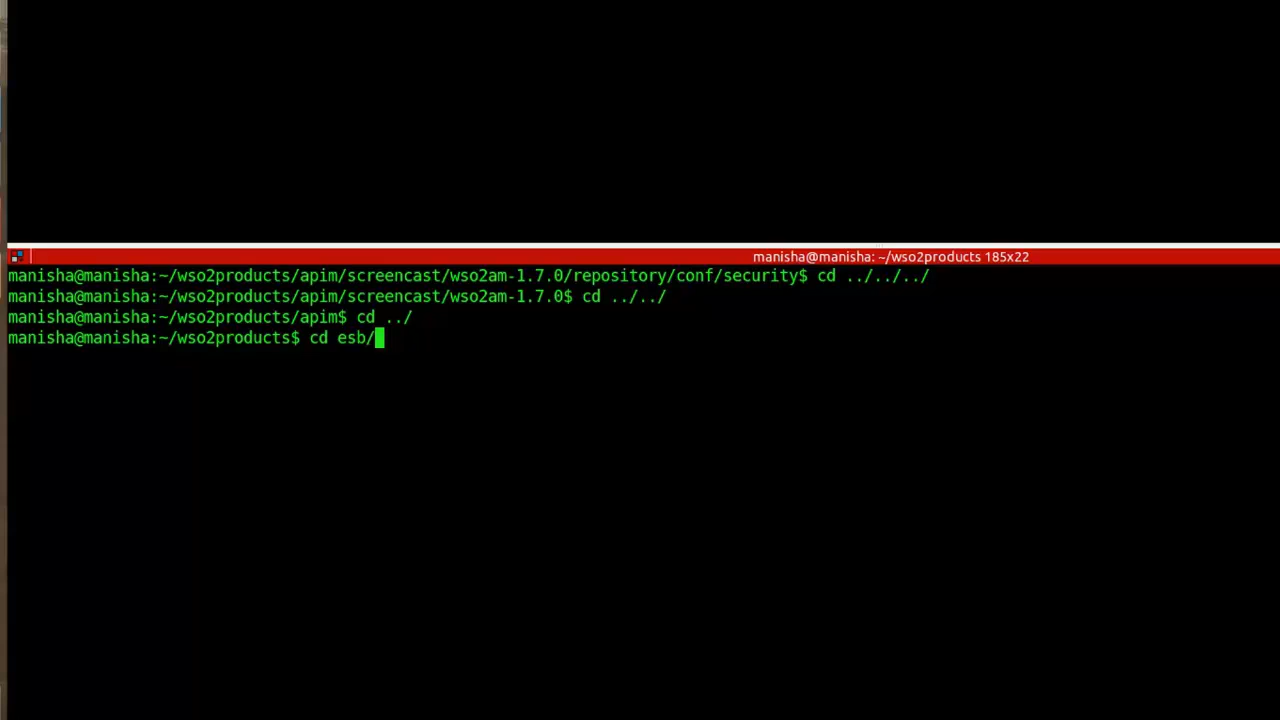 manisha@manisha: ~/wso2products 185x22
manisha@manisha:~/wso2products/apim/screencast/wso2am-1.7.0/repository/conf/security$ cd ../../../
manisha@manisha:~/wso2products/apim/screencast/wso2am-1.7.0$ cd ../../
manisha@manisha:~/wso2products/apim$ cd ../
manisha@manisha:~/wso2products$ cd esb/